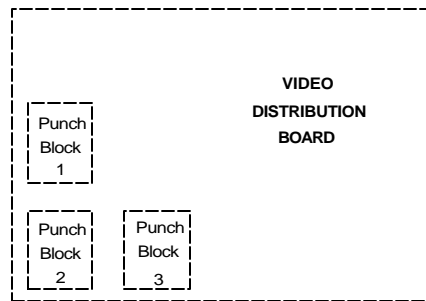 VIDEO
DISTRIBUTION
BOARD
Punch
Block
1
Punch
Block
2
Punch
Block
3